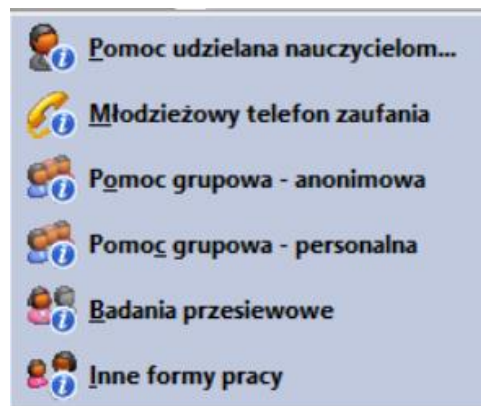 Pomoc udzielana nauczycielom...
Młodzieżowy telefon zaufania
Pomoc grupowa - anonimowa
Pomoc grupowa - personalna
Badania przesiewowe
Inne formy pracy